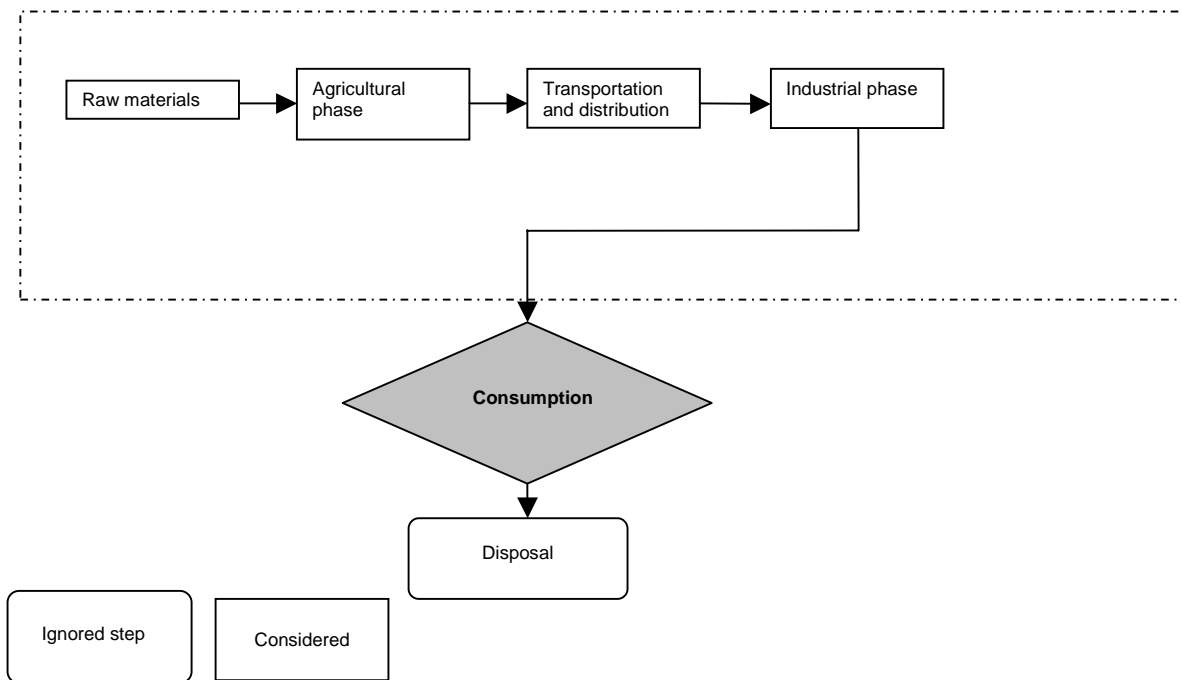 Raw materials
Agricultural
phase
Transportation
and distribution
Industrial phase
Consumption
Disposal
Ignored step
Considered